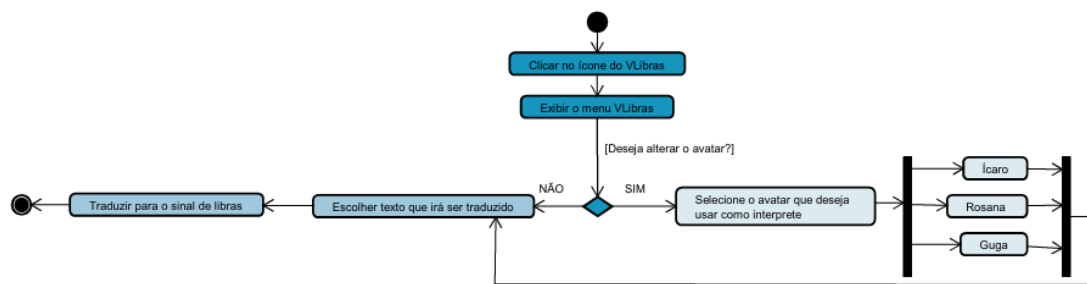 Clicar no ícone do VLibras
Exibir o menu VLibras
[Deseja alterar o avatar?]
NÃO
SIM
Traduzir para o sinal de libras
Escolher texto que irá ser traduzido
Selecione o avatar que deseja
usar como interprete
Ícaro
Rosana
Guga